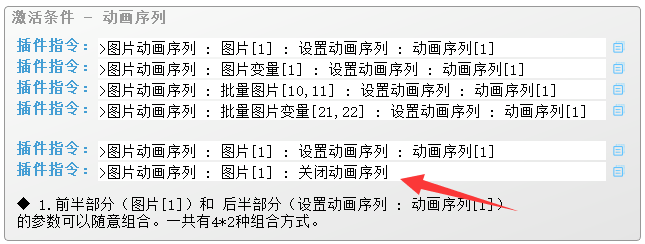 激活条件 - 动画序列
插件指令：>图片动画序列 : 图片[1] : 设置动画序列 : 动画序列[1]
插件指令：>图片动画序列 : 图片变量[1] : 设置动画序列 : 动画序列[1]
插件指令：>图片动画序列 : 批量图片[10,11] : 设置动画序列 : 动画序列[1]
插件指令：>图片动画序列 : 批量图片变量[21,22] : 设置动画序列 : 动画序列[1]
插件指令：>图片动画序列 : 图片[1] : 设置动画序列 : 动画序列[1]
插件指令：>图片动画序列 : 图片[1] : 关闭动画序列
◆ 1.前半部分（图片[1]）和 后半部分（设置动画序列 : 动画序列[1]）
的参数可以随意组合。一共有4*2种组合方式。